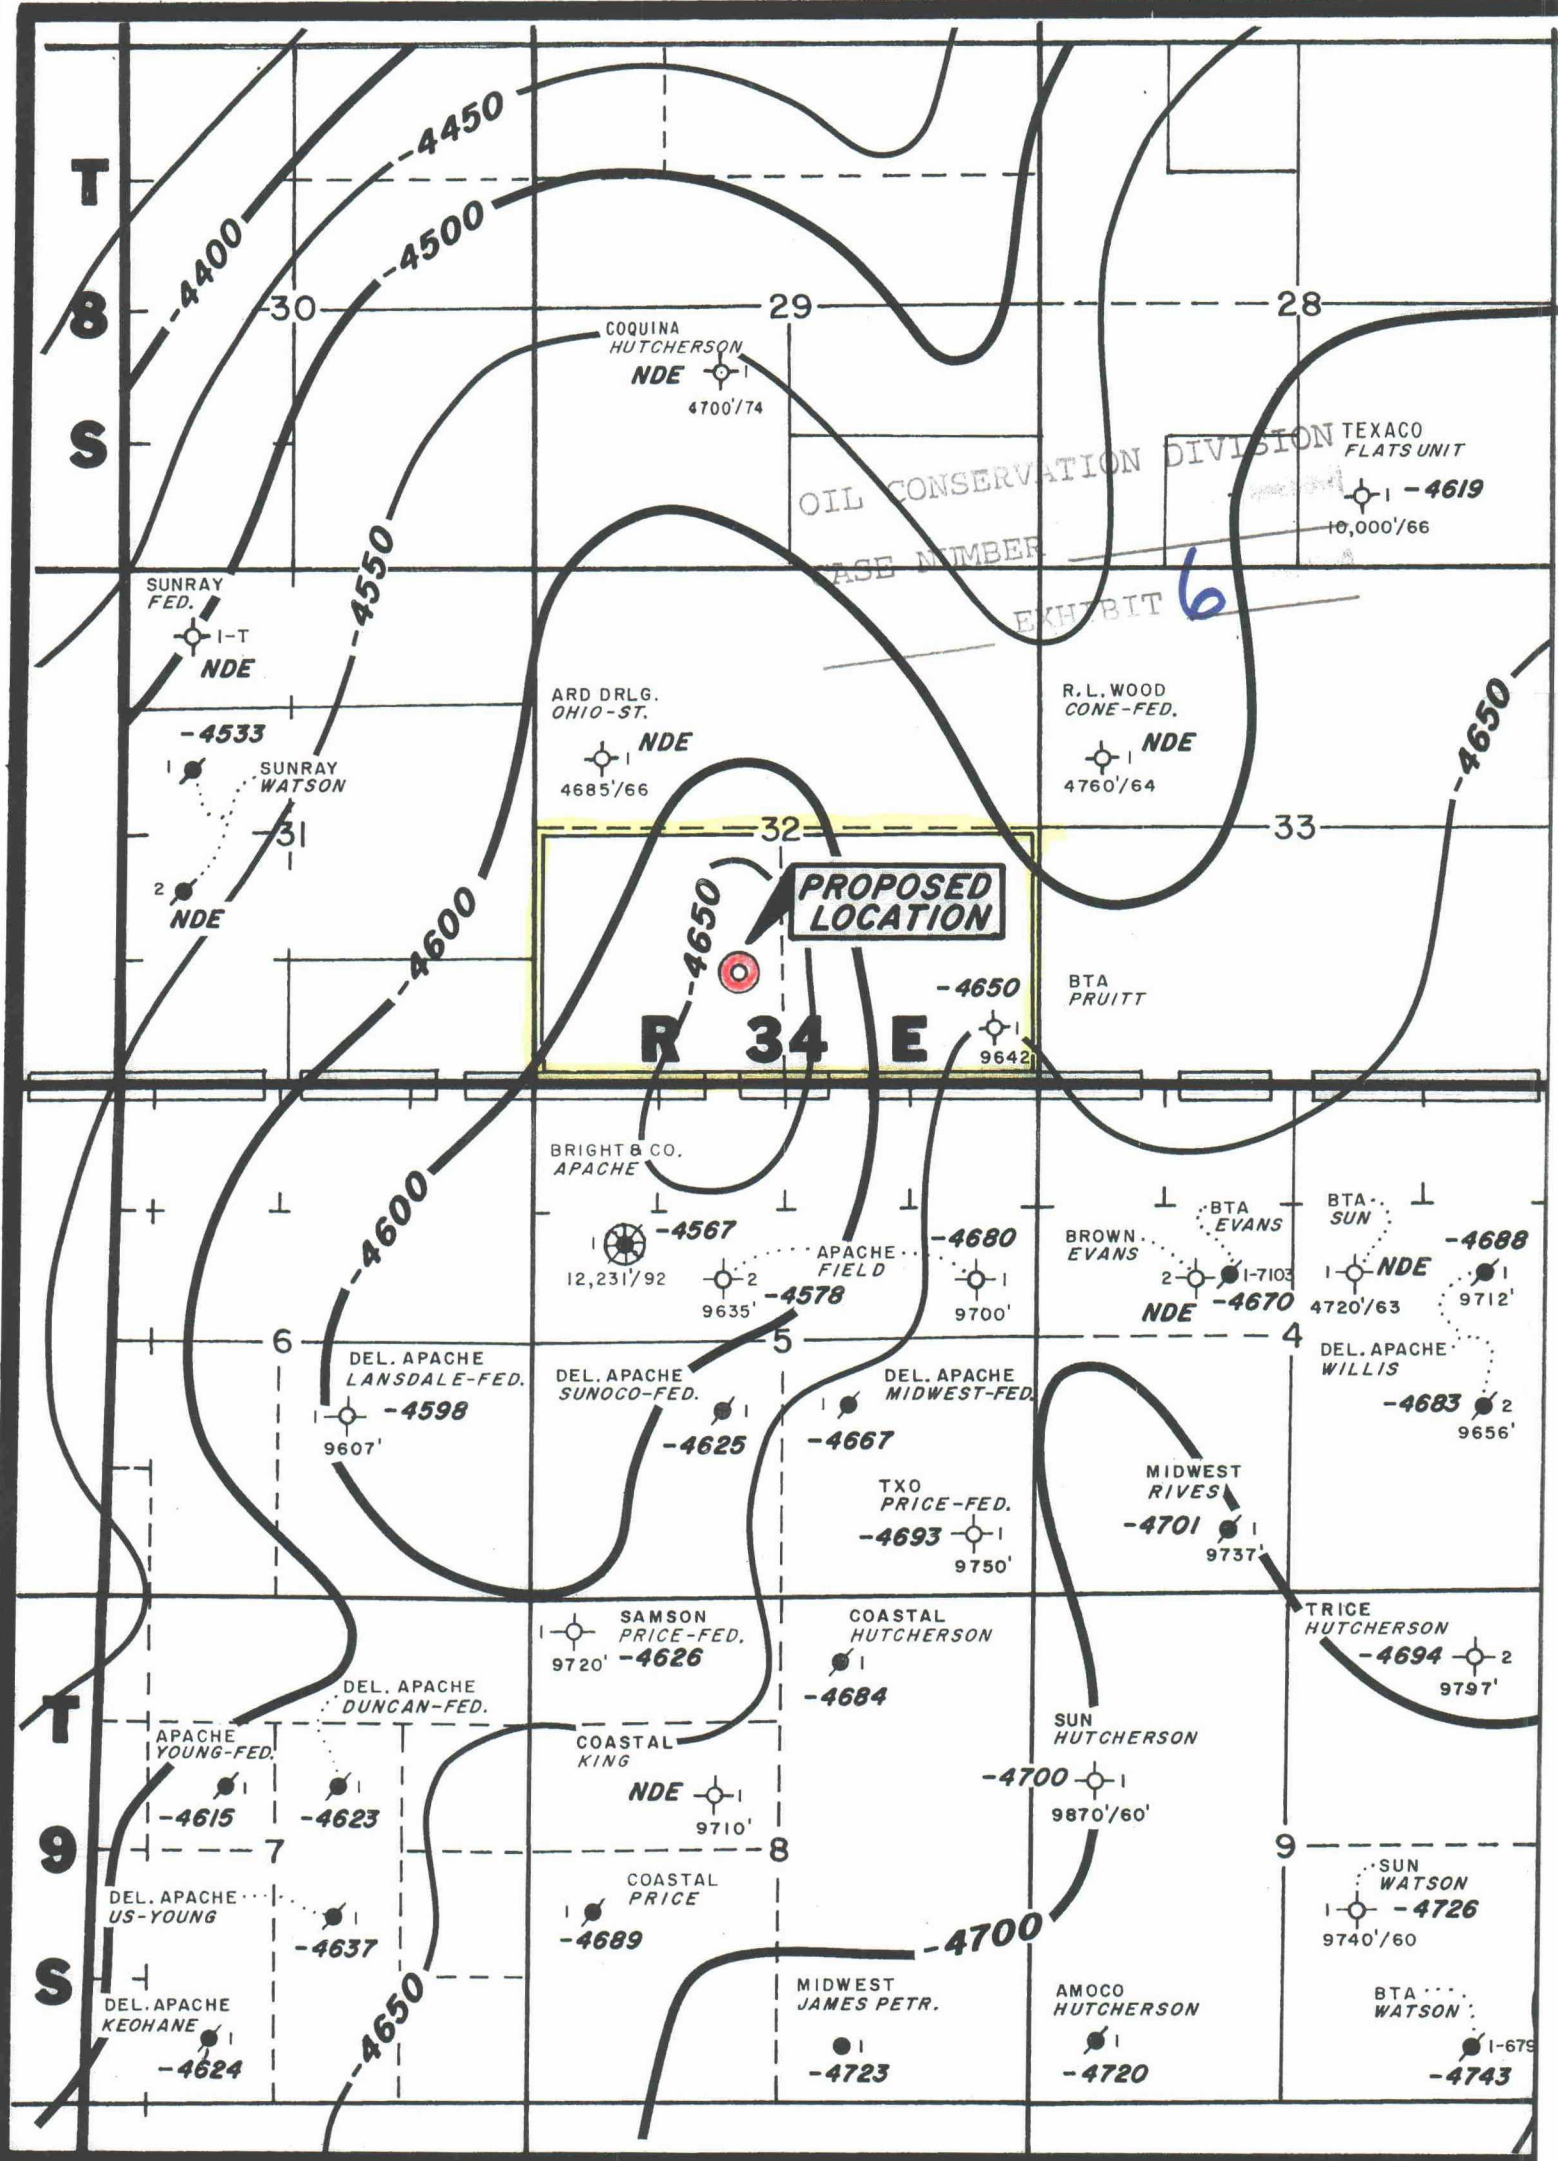 -4450
T
-4500
-4400
8
30
29
28
COQUINA
HUTCHERSON
NDE
1
4700'/74
S
OIL CONSERVATION DIVISION
TEXACO
FLATS UNIT
1 -4619
10,000'/66
CASE NUMBER
EXHIBIT 6
-4550
SUNRAY
FED.
1-T
NDE
ARD DRLG.
OHIO-ST.
1 NDE
4685'/66
R.L. WOOD
CONE-FED.
1 NDE
4760'/64
-4650
-4533
1
SUNRAY
WATSON
31
32
33
2
NDE
-4600
-4650
PROPOSED
LOCATION
-4650
1
9642
BTA
PRUITT
R 34 E
BRIGHT & CO.
APACHE
-4600
1 -4567
12,231'/92
2
9635'
-4578
APACHE
FIELD
-4680
1
9700'
BROWN
EVANS
2
NDE
BTA
EVANS
1-7103
-4670
BTA
SUN
1 NDE
4720'/63
-4688
1
9712'
6
5
4
DEL. APACHE
LANSDALE-FED.
1 -4598
9607'
DEL. APACHE
SUNOCO-FED.
1
-4625
DEL. APACHE
MIDWEST-FED.
1
-4667
DEL. APACHE
WILLIS
-4683 2
9656'
TXO
PRICE-FED.
-4693 1
9750'
MIDWEST
RIVES
-4701 1
9737'
SAMSON
PRICE-FED.
1
9720' -4626
COASTAL
HUTCHERSON
1
-4684
TRICE
HUTCHERSON
-4694 2
9797'
T
DEL. APACHE
DUNCAN-FED.
1
-4623
APACHE
YOUNG-FED.
1
-4615
COASTAL
KING
NDE 1
9710'
SUN
HUTCHERSON
-4700 1
9870'/60'
9
7
8
9
DEL. APACHE
US-YOUNG
1
-4637
COASTAL
PRICE
1
-4689
SUN
WATSON
1 -4726
9740'/60
-4700
S
DEL. APACHE
KEOHANE
1
-4624
-4650
MIDWEST
JAMES PETR.
1
-4723
AMOCO
HUTCHERSON
1
-4720
BTA
WATSON
1-679
-4743